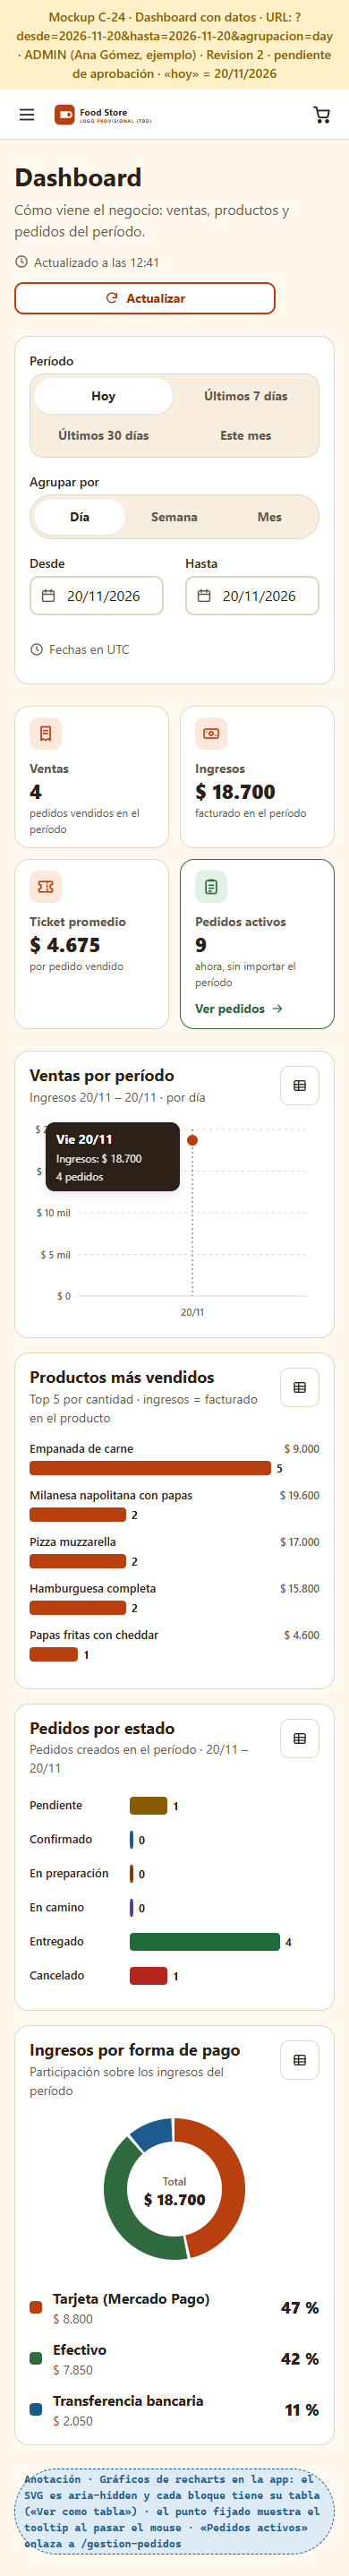 Mockup C-24 · Dashboard con datos · URL: ?
desde=2026-11-20&hasta=2026-11-20&agrupacion=day
· ADMIN (Ana Gómez, ejemplo) · Revision 2 · pendiente
de aprobación · «hoy» = 20/11/2026
Food Store
LOGO PROVISIONAL (TBD)
Dashboard
Cómo viene el negocio: ventas, productos y
pedidos del período.
Actualizado a las 12:41
Actualizar
Período
Hoy
Últimos 7 días
Últimos 30 días
Este mes
Agrupar por
Día
Semana
Mes
Desde
Hasta
20/11/2026
20/11/2026
Fechas en UTC
Ventas
4
pedidos vendidos en el
período
Ingresos
$ 18.700
facturado en el período
Ticket promedio
$ 4.675
por pedido vendido
Pedidos activos
9
ahora, sin importar el
período
Ver pedidos →
Ventas por período
Ingresos 20/11 – 20/11 · por día
Vie 20/11
Ingresos: $ 18.700
4 pedidos
$ 10 mil
$ 5 mil
$ 0
20/11
Productos más vendidos
Top 5 por cantidad · ingresos = facturado
en el producto
Empanada de carne
$ 9.000
5
Milanesa napolitana con papas
$ 19.600
2
Pizza muzzarella
$ 17.000
2
Hamburguesa completa
$ 15.800
2
Papas fritas con cheddar
$ 4.600
1
Pedidos por estado
Pedidos creados en el período · 20/11 –
20/11
Pendiente
1
Confirmado
0
En preparación
0
En camino
0
Entregado
4
Cancelado
1
Ingresos por forma de pago
Participación sobre los ingresos del
período
Total
$ 18.700
Tarjeta (Mercado Pago)
$ 8.800
47 %
Efectivo
$ 7.850
42 %
Transferencia bancaria
$ 2.050
11 %
Anotación · Gráficos de recharts en la app: el
SVG es aria-hidden y cada bloque tiene su tabla
(«Ver como tabla») · el punto fijado muestra el
tooltip al pasar el mouse · «Pedidos activos»
enlaza a /gestion-pedidos